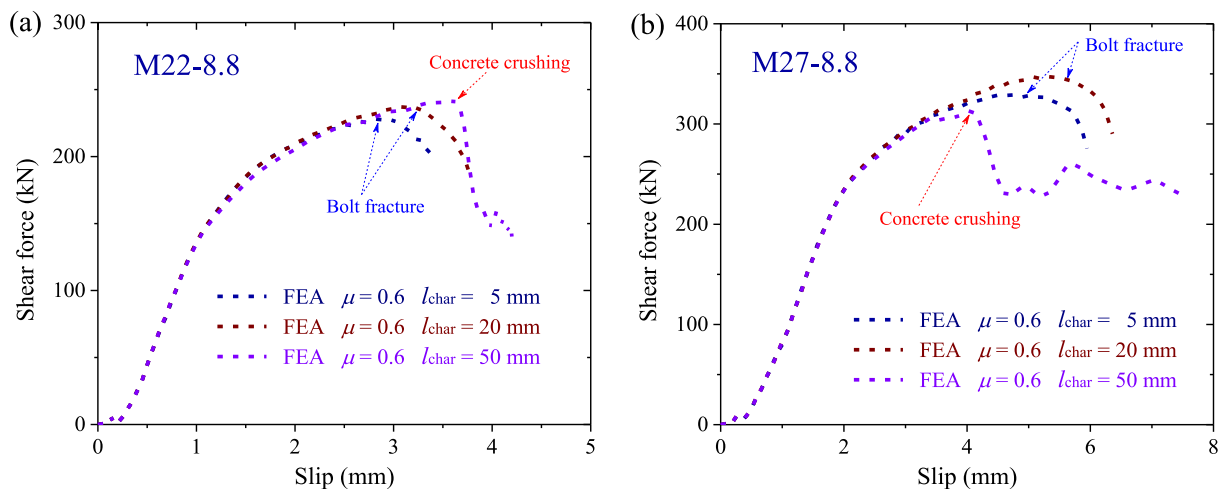 (a)
M22-8.8
Concrete crushing
Bolt fracture
FEA μ = 0.6 lchar = 5 mm
FEA μ = 0.6 lchar = 20 mm
FEA μ = 0.6 lchar = 50 mm
Shear force (kN)
300
200
100
0
0 1 2 3 4 5
Slip (mm)
(b)
M27-8.8
Bolt fracture
Concrete crushing
FEA μ = 0.6 lchar = 5 mm
FEA μ = 0.6 lchar = 20 mm
FEA μ = 0.6 lchar = 50 mm
Shear force (kN)
400
300
200
100
0
0 2 4 6 8
Slip (mm)